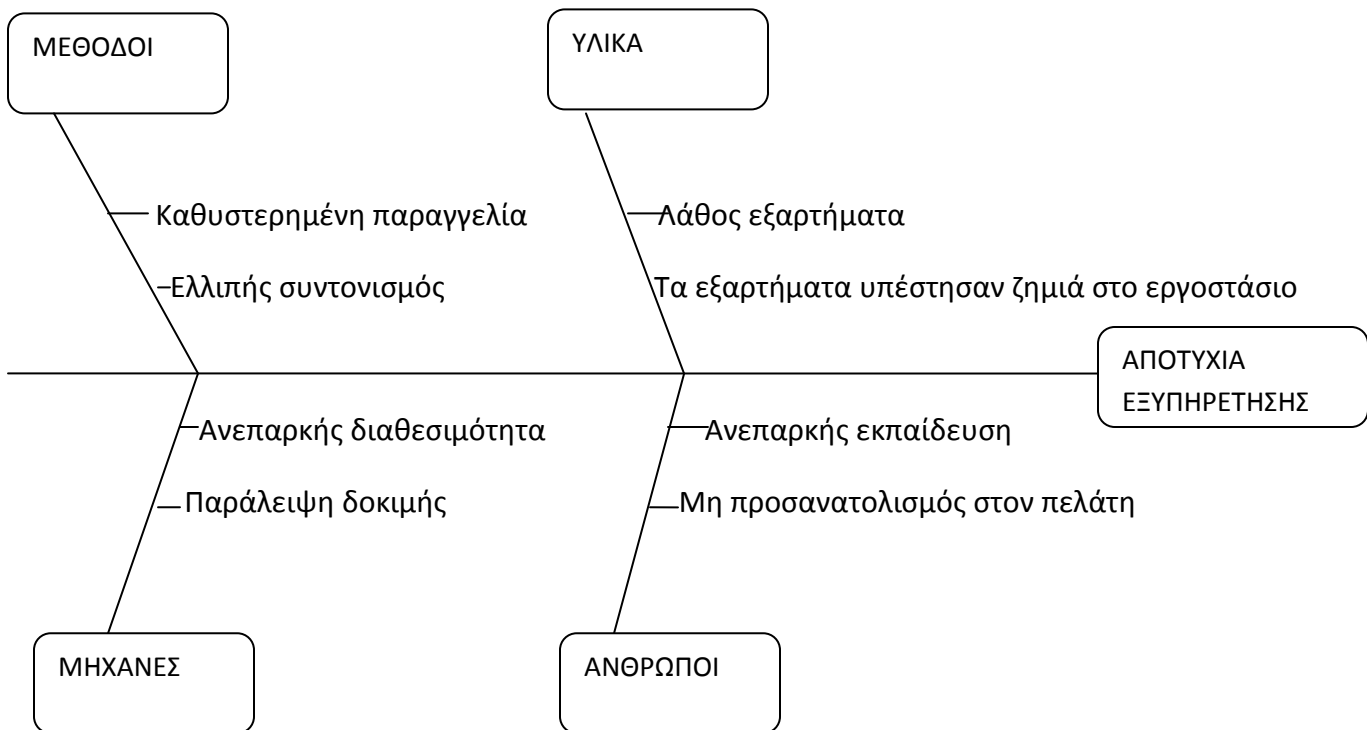 ΜΕΘΟΔΟΙ
ΥΛΙΚΑ
Καθυστερημένη παραγγελία
Λάθος εξαρτήματα
Ελλιπής συντονισμός
Τα εξαρτήματα υπέστησαν ζημιά στο εργοστάσιο
ΑΠΟΤΥΧΙΑ
ΕΞΥΠΗΡΕΤΗΣΗΣ
Ανεπαρκής διαθεσιμότητα
Ανεπαρκής εκπαίδευση
Παράλειψη δοκιμής
Μη προσανατολισμός στον πελάτη
ΜΗΧΑΝΕΣ
ΑΝΘΡΩΠΟΙ